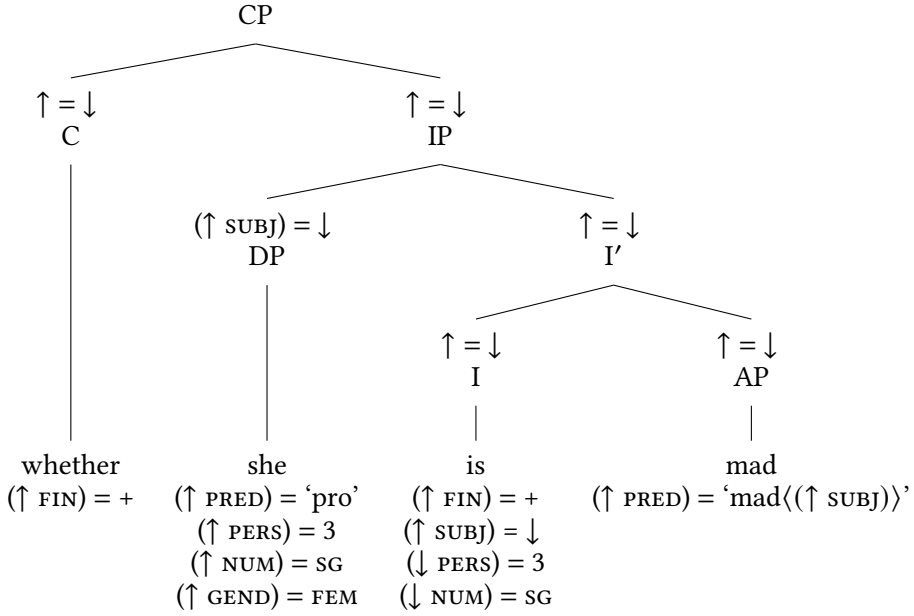 CP
↑ = ↓ ↑ = ↓
C IP
(↑ SUBJ) = ↓ ↑ = ↓
DP I′
↑ = ↓ ↑ = ↓
I AP
whether she is mad
(↑ FIN) = + (↑ PRED) = ‘pro’ (↑ FIN) = + (↑ PRED) = ‘mad⟨(↑ SUBJ)⟩’
(↑ PERS) = 3 (↑ SUBJ) = ↓
(↑ NUM) = SG (↓ PERS) = 3
(↑ GEND) = FEM (↓ NUM) = SG